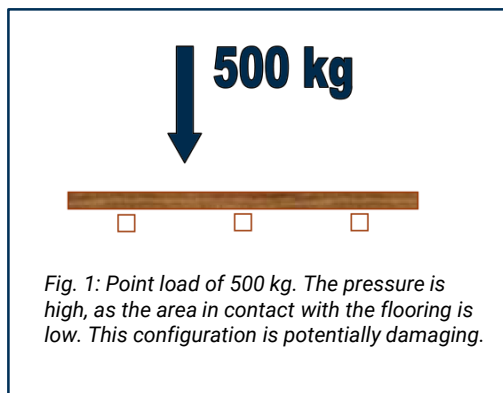 500 kg
Fig. 1: Point load of 500 kg. The pressure is
high, as the area in contact with the flooring is
low. This configuration is potentially damaging.